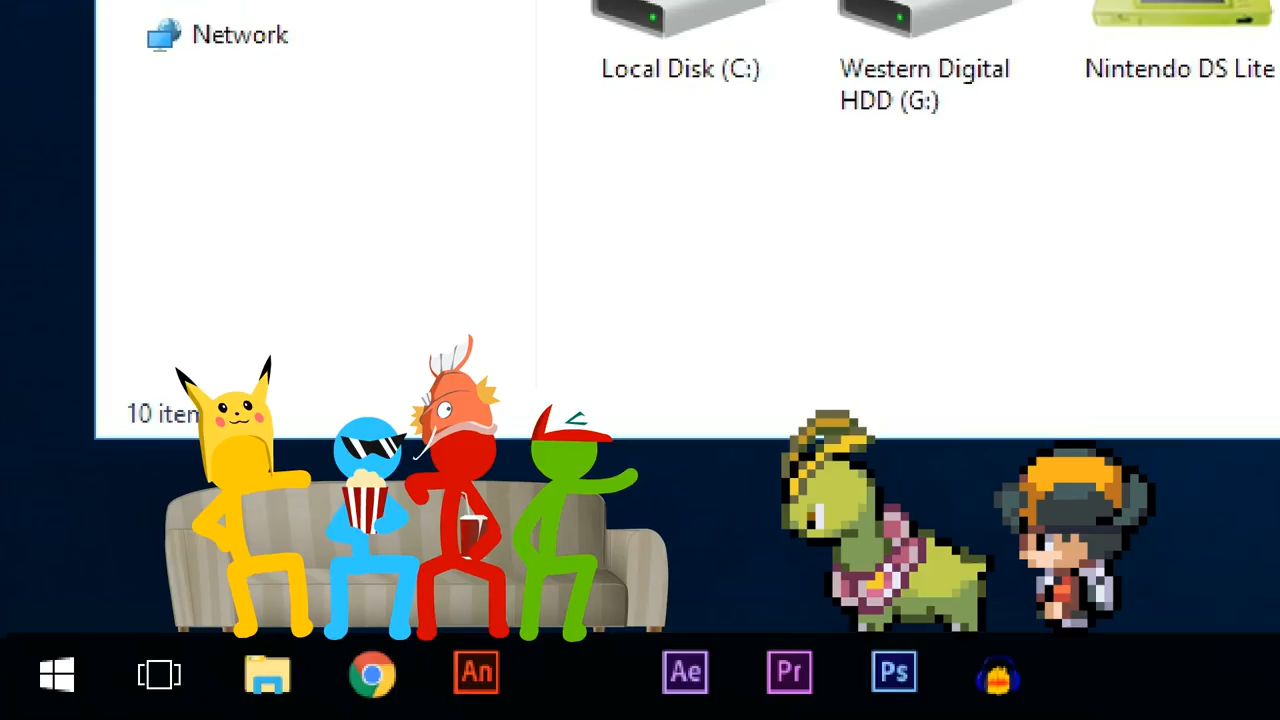 Network
Local Disk (C:)
Western Digital
HDD (G:)
Nintendo DS Lite
10 item
An
Ae
Pr
Ps